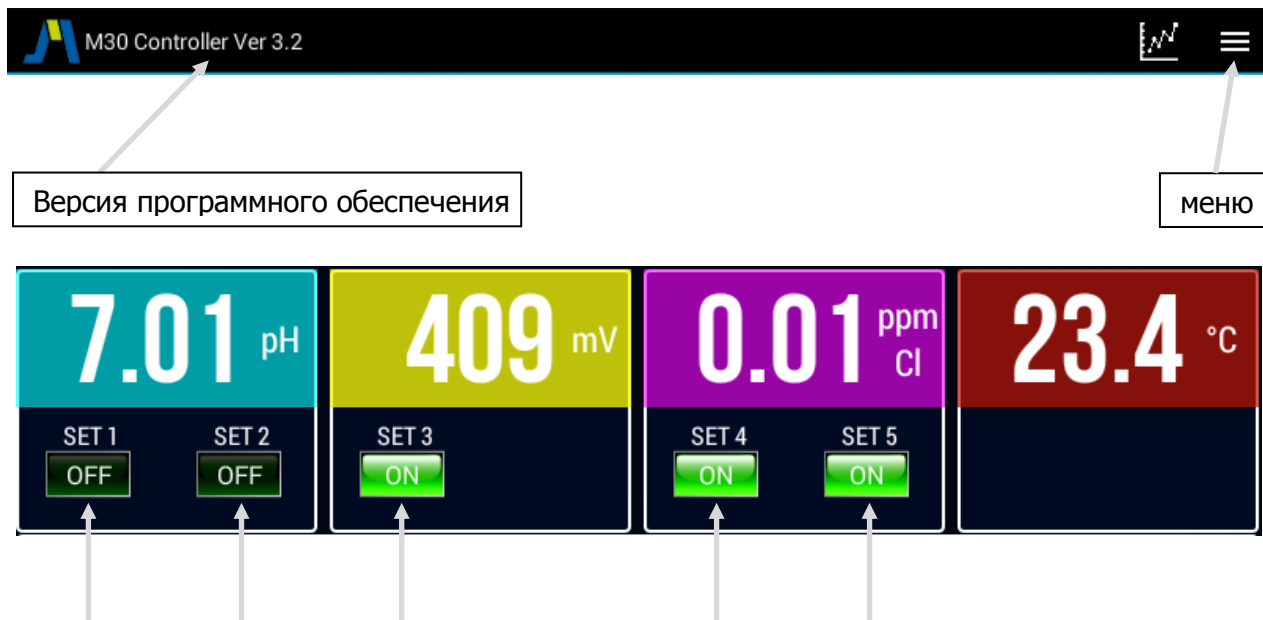 M30 Controller Ver 3.2
Версия программного обеспечения
меню
7.01 pH
409 mV
0.01 ppm Cl
23.4 °C
SET 1 SET 2 SET 3 SET 4 SET 5
OFF OFF ON ON ON